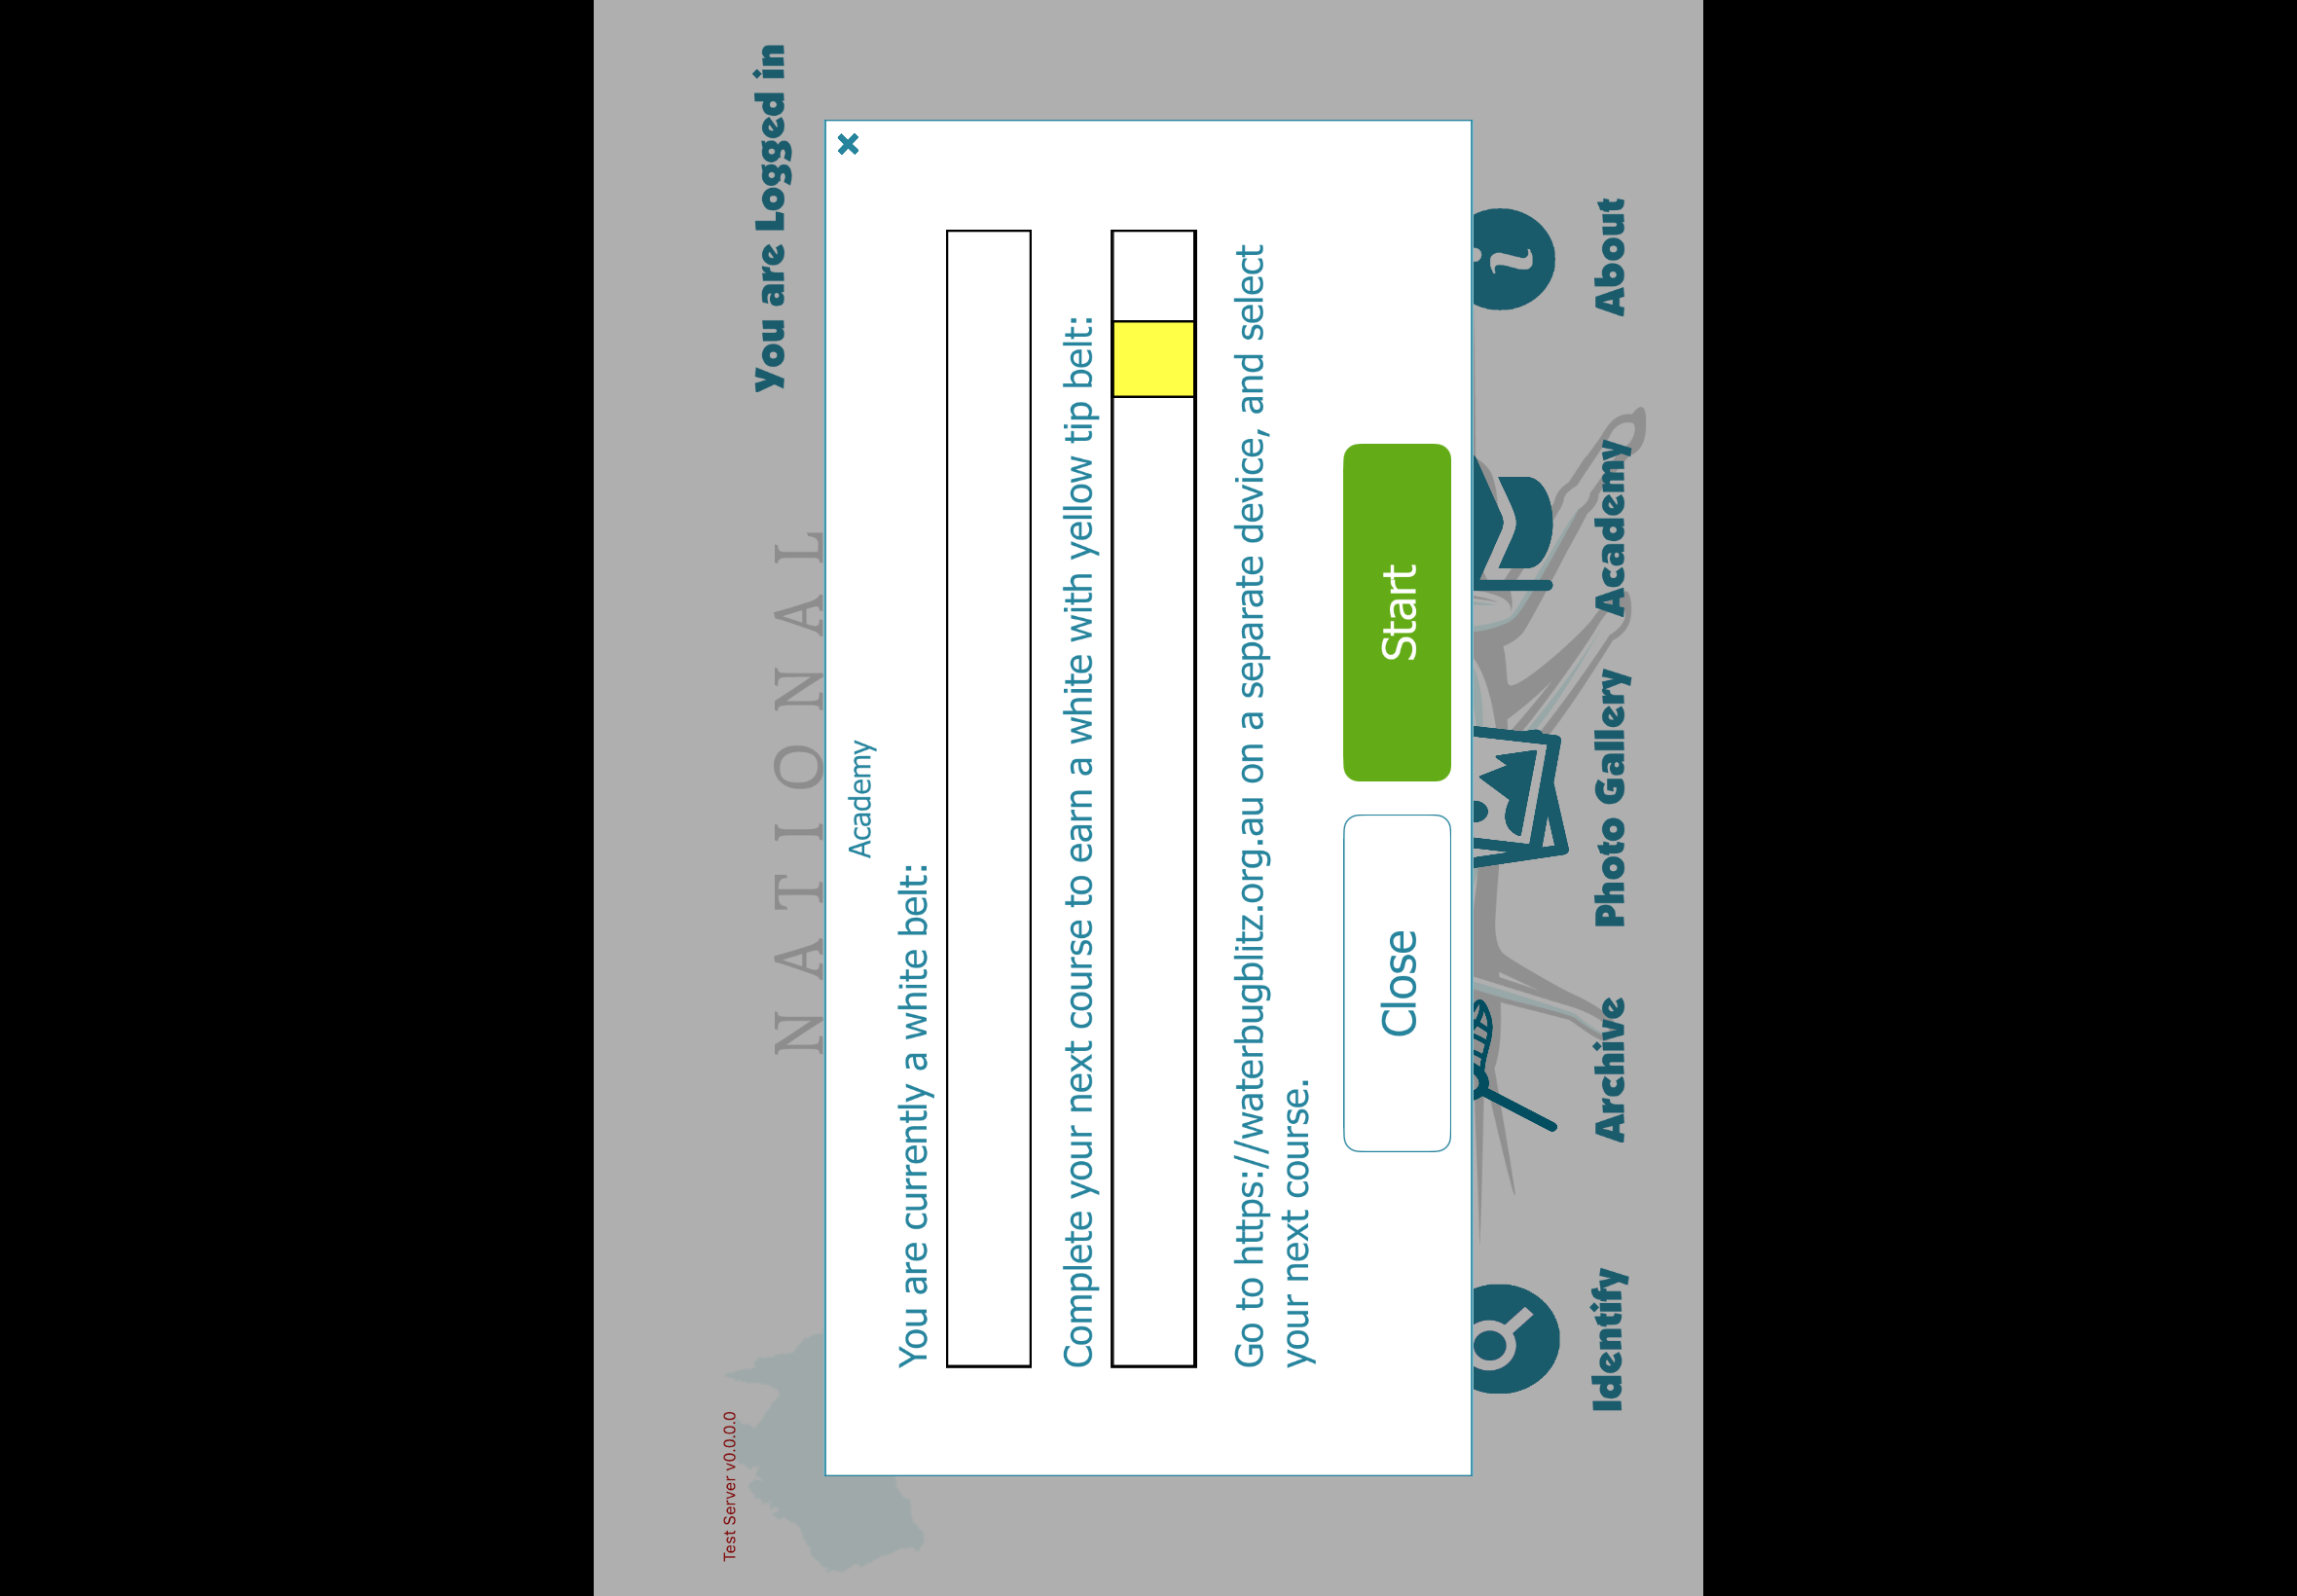 Test Server v0.0.0.0
You are Logged in
NATIONAL
Academy
You are currently a white belt:
Complete your next course to earn a white with yellow tip belt:
Go to https://waterbugblitz.org.au on a separate device, and select
your next course.
Close
Start
Identify
Archive
Photo Gallery
Academy
About